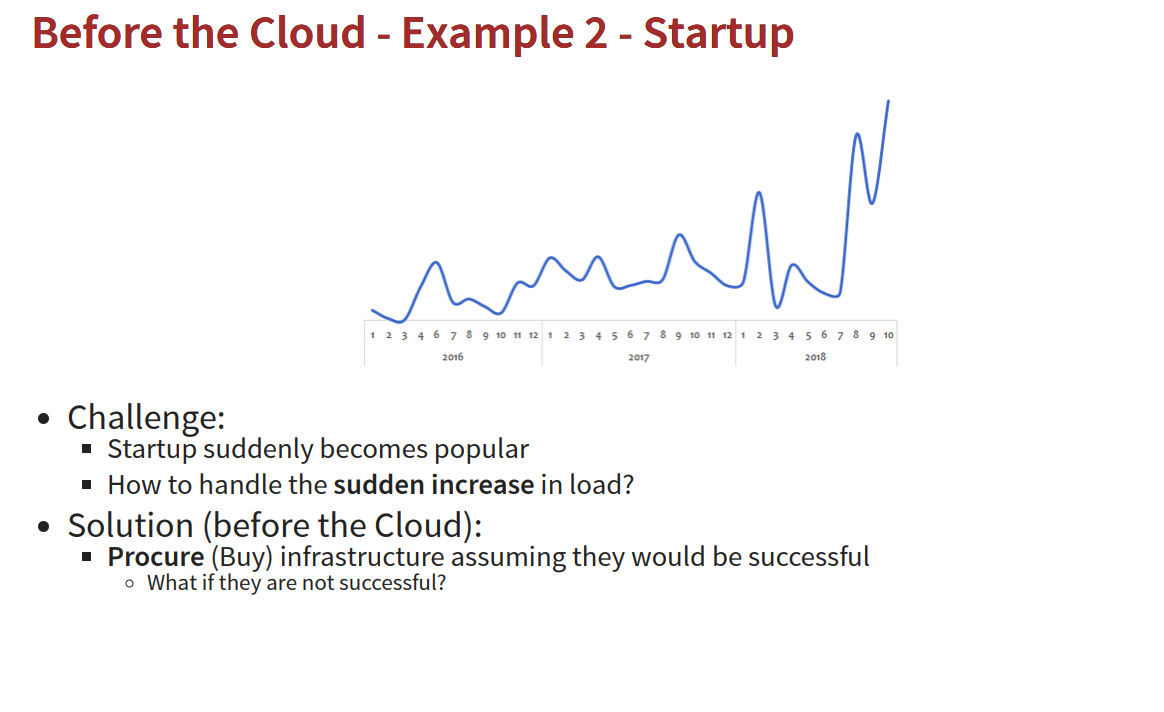 Before the Cloud - Example 2 - Startup
1 2 3 4 6 7 8 9 10 11 12 1 2 3 4 5 6 7 8 9 10 11 12 1 2 3 4 5 6 7 8 9 10
2016 2017 2018
• Challenge:
▪ Startup suddenly becomes popular
▪ How to handle the sudden increase in load?
• Solution (before the Cloud):
▪ Procure (Buy) infrastructure assuming they would be successful
○ What if they are not successful?